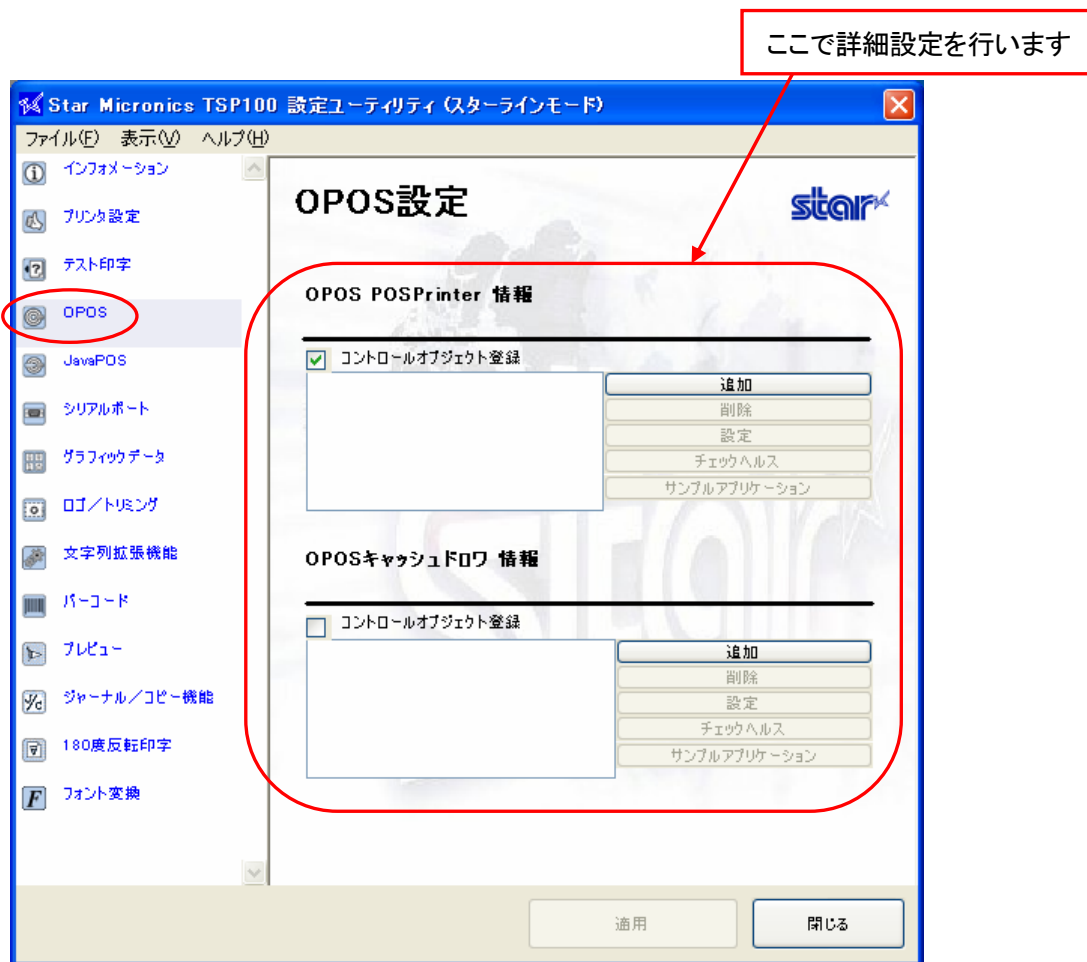 ここで詳細設定を行います
Star Micronics TSP100 設定ユーティリティ (スターラインモード)
ファイル(F) 表示(V) ヘルプ(H)
インフォメーション
プリンタ設定
テスト印字
OPOS
JavaPOS
シリアルポート
グラフィックデータ
ロゴ／トリミング
文字列拡張機能
バーコード
プレビュー
ジャーナル／コピー機能
180度反転印字
フォント変換
OPOS設定
star
OPOS POSPrinter 情報
コントロールオブジェクト登録
追加
削除
設定
チェックヘルス
サンプルアプリケーション
OPOSキャッシュドロワ 情報
コントロールオブジェクト登録
追加
削除
設定
チェックヘルス
サンプルアプリケーション
適用
閉じる